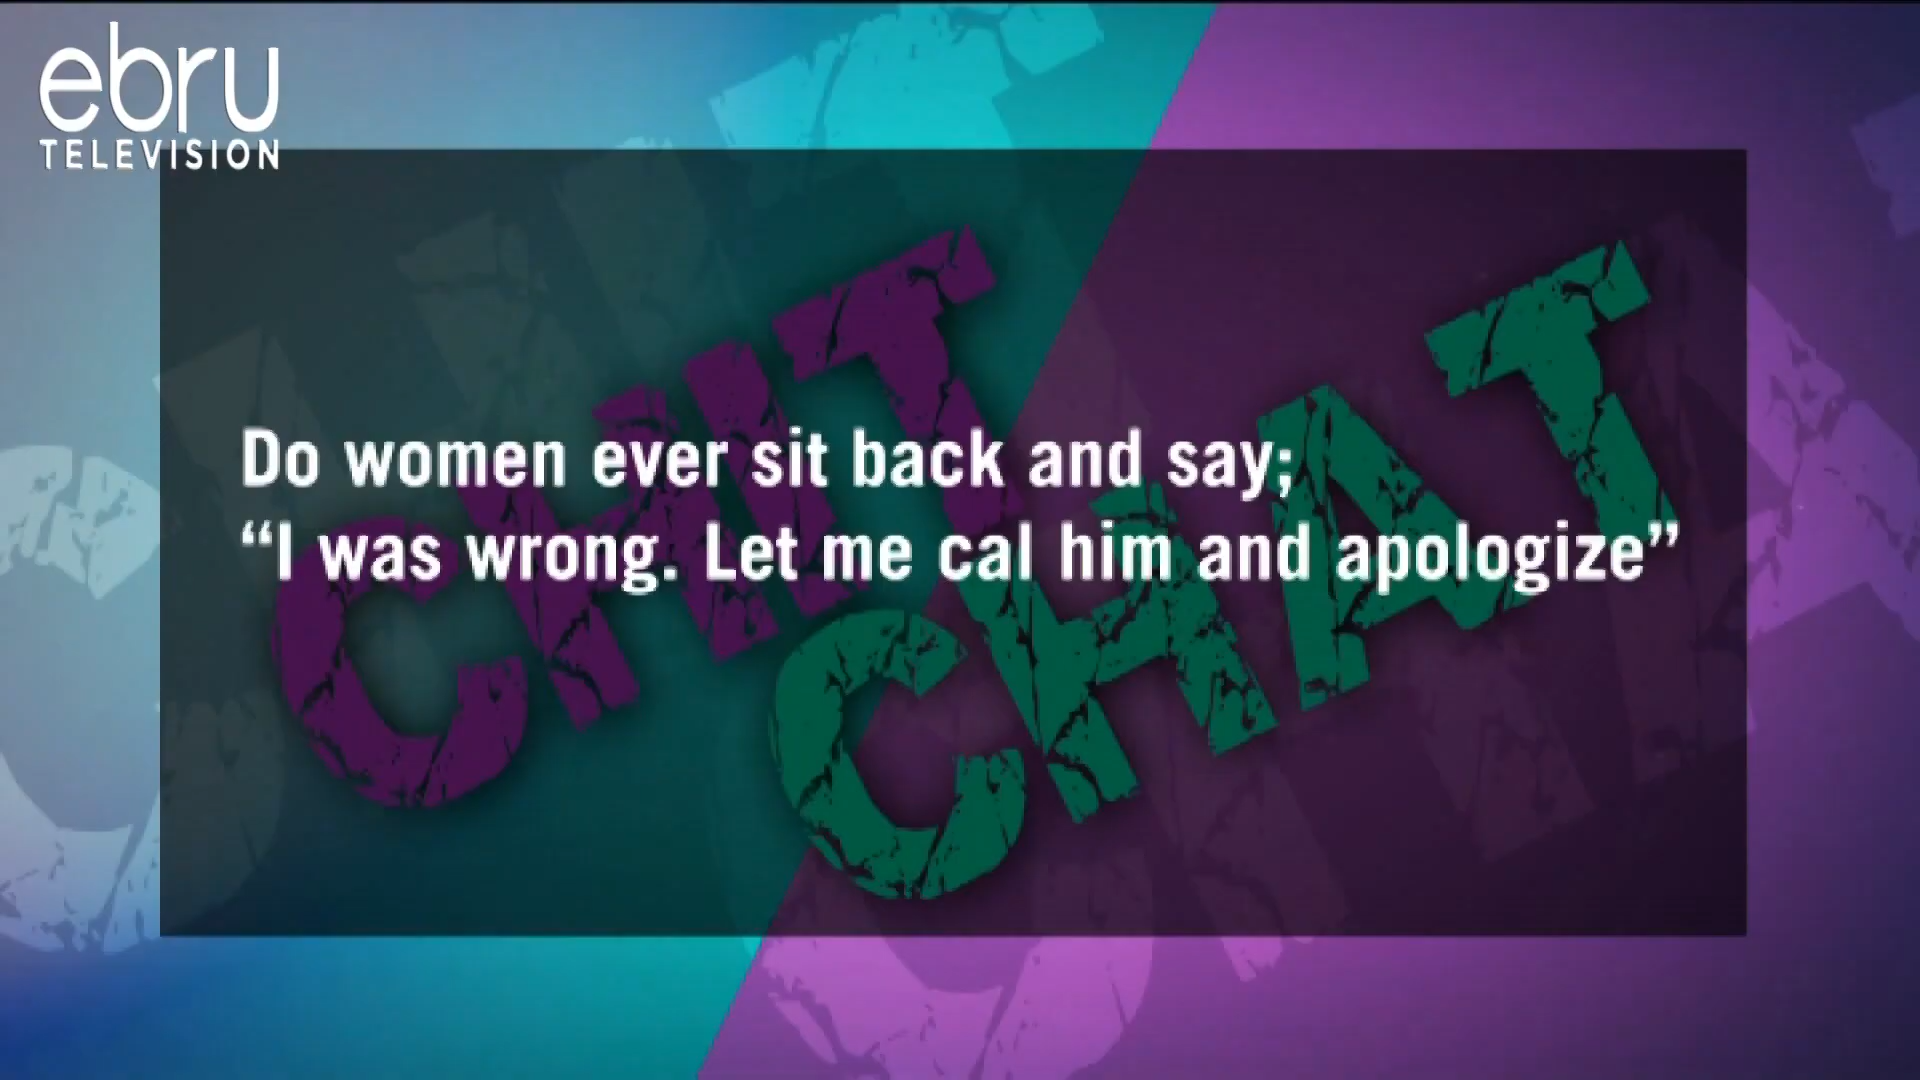 ebru
TELEVISION
CHIT
CHAT
Do women ever sit back and say;
“I was wrong. Let me cal him and apologize”